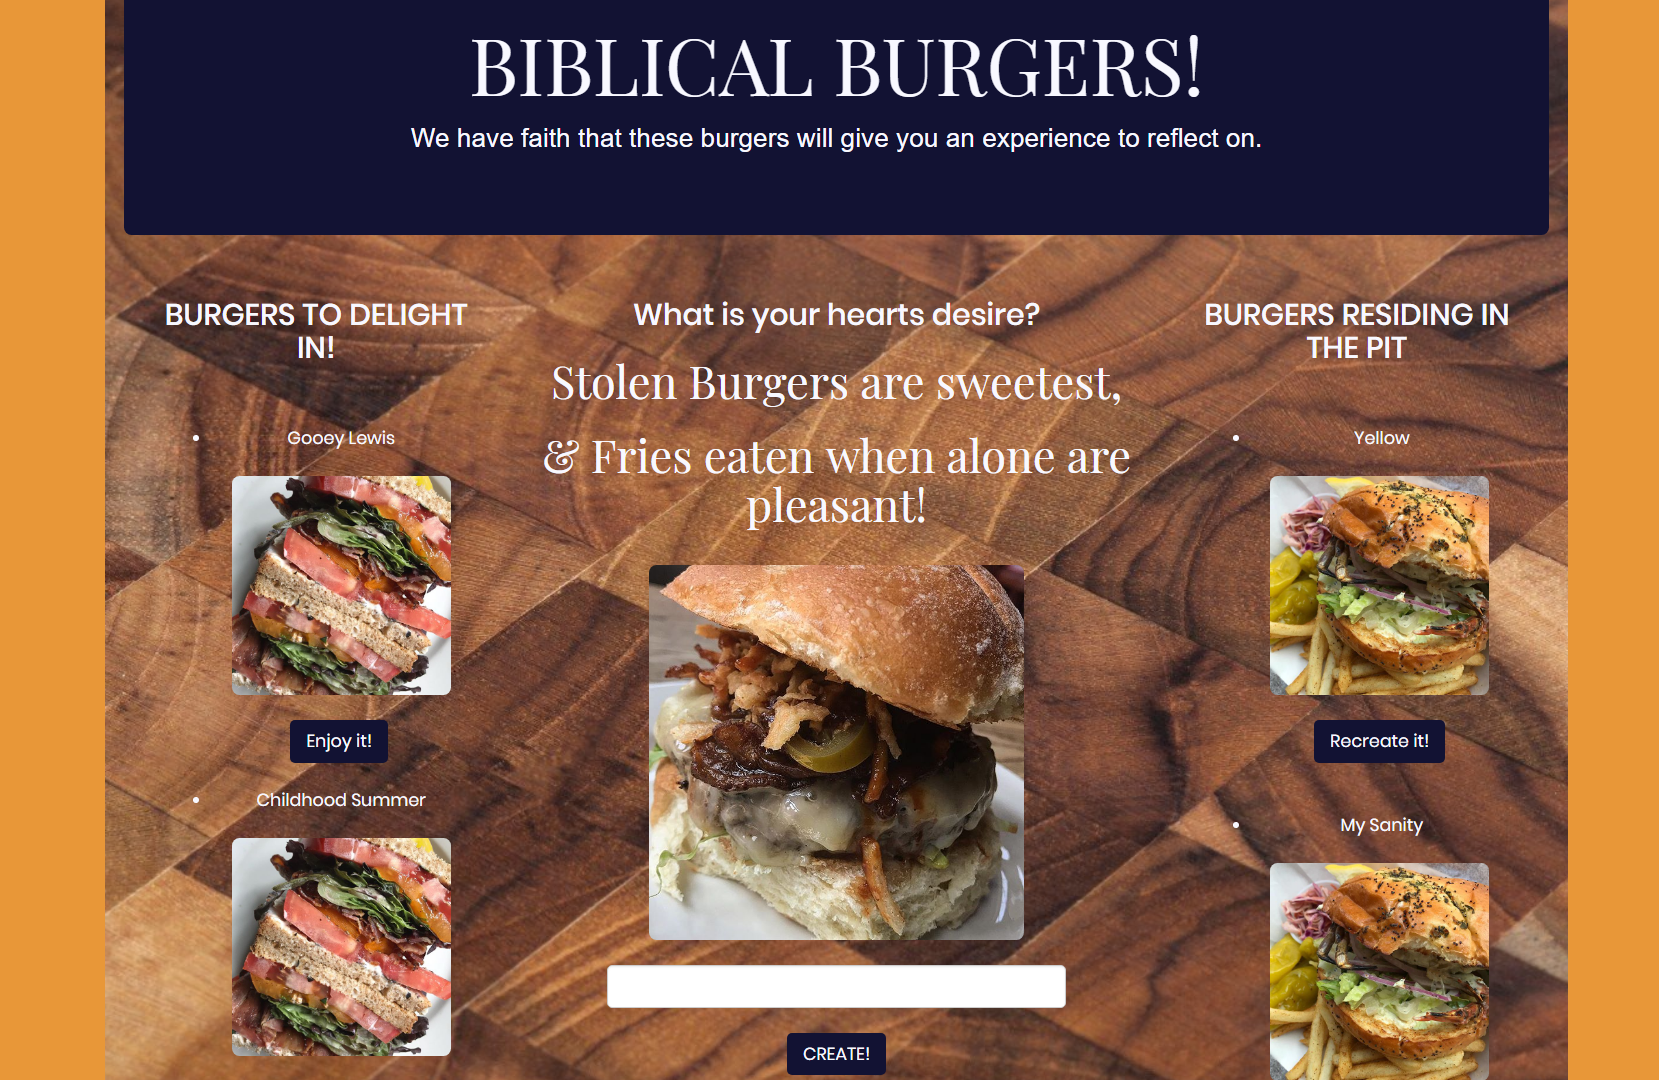 BIBLICAL BURGERS!
We have faith that these burgers will give you an experience to reflect on.
BURGERS TO DELIGHT
IN!
Gooey Lewis
Enjoy it!
Childhood Summer
What is your hearts desire?
Stolen Burgers are sweetest,
& Fries eaten when alone are
pleasant!
CREATE!
BURGERS RESIDING IN
THE PIT
Yellow
Recreate it!
My Sanity